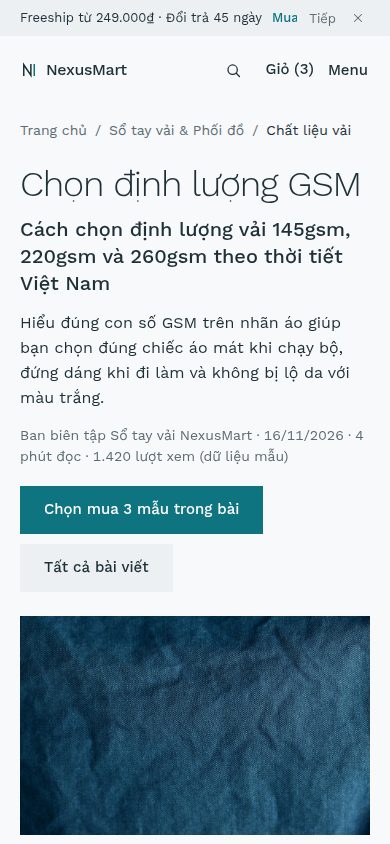 Freeship từ 249.000₫ · Đổi trả 45 ngày Mua Tiếp
NexusMart Giỏ (3) Menu
Trang chủ / Sổ tay vải & Phối đồ / Chất liệu vải
Chọn định lượng GSM
Cách chọn định lượng vải 145gsm,
220gsm và 260gsm theo thời tiết
Việt Nam
Hiểu đúng con số GSM trên nhãn áo giúp
bạn chọn đúng chiếc áo mát khi chạy bộ,
đứng dáng khi đi làm và không bị lộ da với
màu trắng.
Ban biên tập Sổ tay vải NexusMart · 16/11/2026 · 4
phút đọc · 1.420 lượt xem (dữ liệu mẫu)
Chọn mua 3 mẫu trong bài
Tất cả bài viết